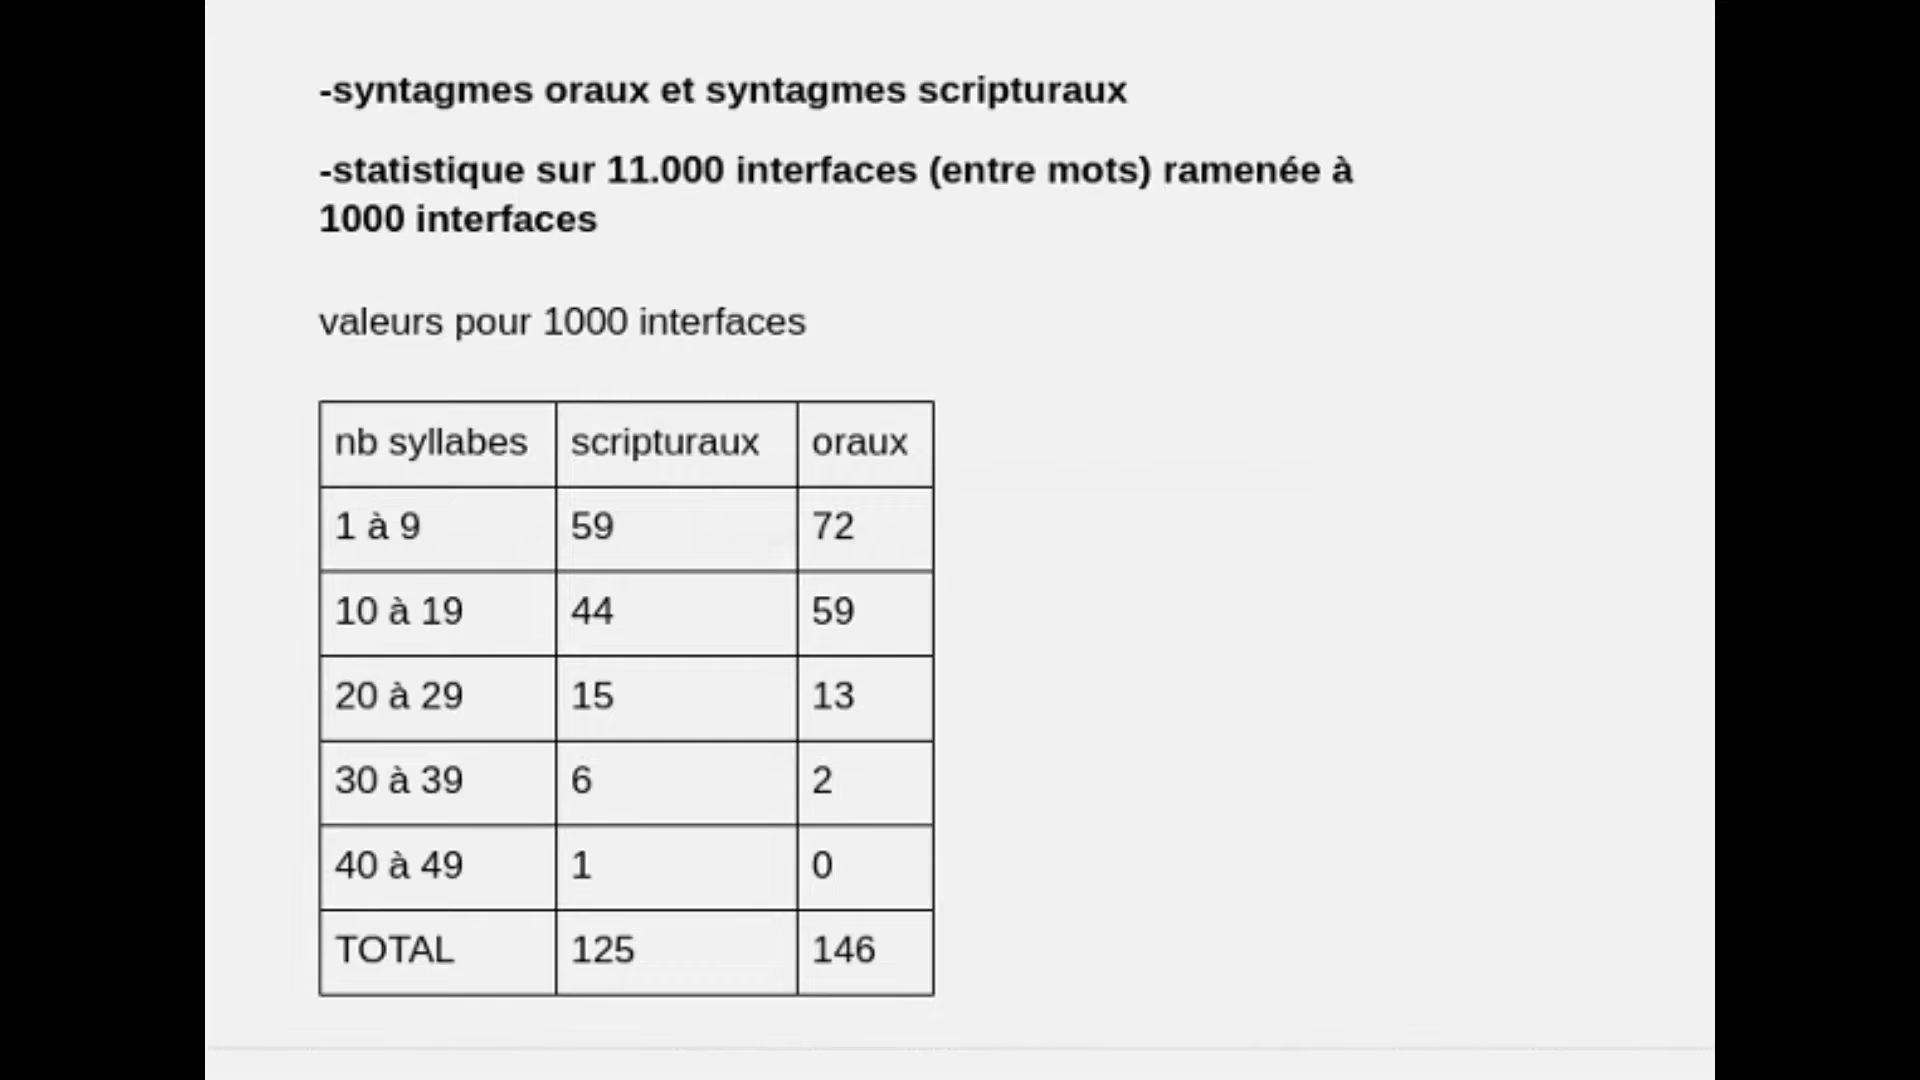 -syntagmes oraux et syntagmes scripturaux
-statistique sur 11.000 interfaces (entre mots) ramenée à
1000 interfaces
valeurs pour 1000 interfaces
nb syllabes scripturaux oraux
1 à 9 59 72
10 à 19 44 59
20 à 29 15 13
30 à 39 6 2
40 à 49 1 0
TOTAL 125 146